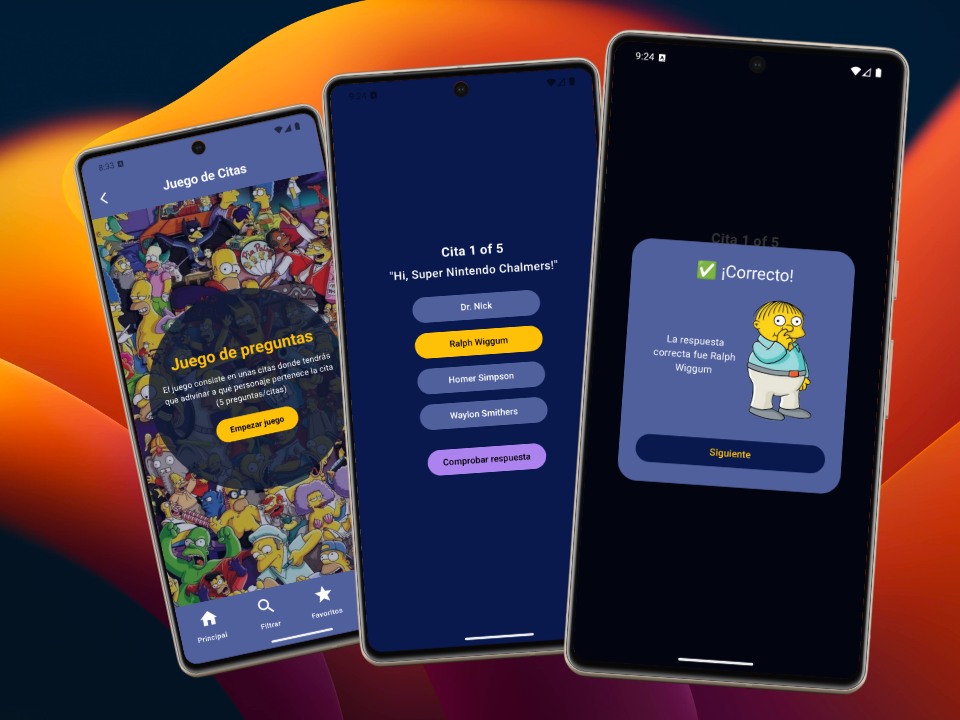 8:33
Juego de Citas
Juego de preguntas
El juego consiste en unas citas donde tendrás
que adivinar a qué personaje pertenece la cita
(5 preguntas/citas)
Empezar juego
Principal
Filtrar
Favoritos
9:24
Cita 1 of 5
"Hi, Super Nintendo Chalmers!"
Dr. Nick
Ralph Wiggum
Homer Simpson
Waylon Smithers
Comprobar respuesta
9:24
Cita 1 of 5
✅ ¡Correcto!
La respuesta
correcta fue Ralph
Wiggum
Siguiente